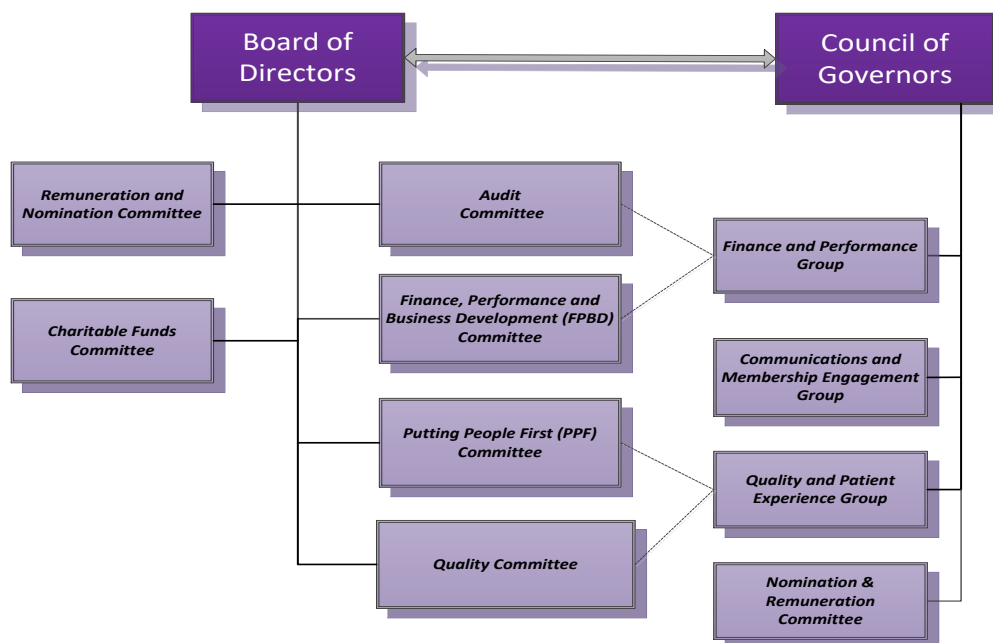 Board of
Directors
Council of
Governors
Remuneration and
Nomination Committee
Audit
Committee
Finance and Performance
Group
Charitable Funds
Committee
Finance, Performance and
Business Development (FPBD)
Committee
Communications and
Membership Engagement
Group
Putting People First (PPF)
Committee
Quality and Patient
Experience Group
Quality Committee
Nomination &
Remuneration
Committee